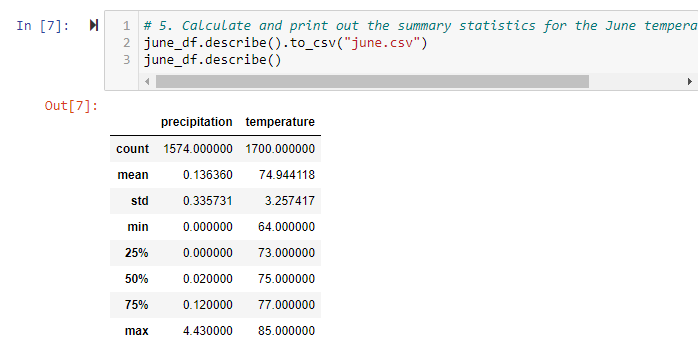 In [7]:
1 # 5. Calculate and print out the summary statistics for the June tempera
2 june_df.describe().to_csv("june.csv")
3 june_df.describe()
Out[7]:
precipitation temperature
count 1574.000000 1700.000000
mean 0.136360 74.944118
std 0.335731 3.257417
min 0.000000 64.000000
25% 0.000000 73.000000
50% 0.020000 75.000000
75% 0.120000 77.000000
max 4.430000 85.000000